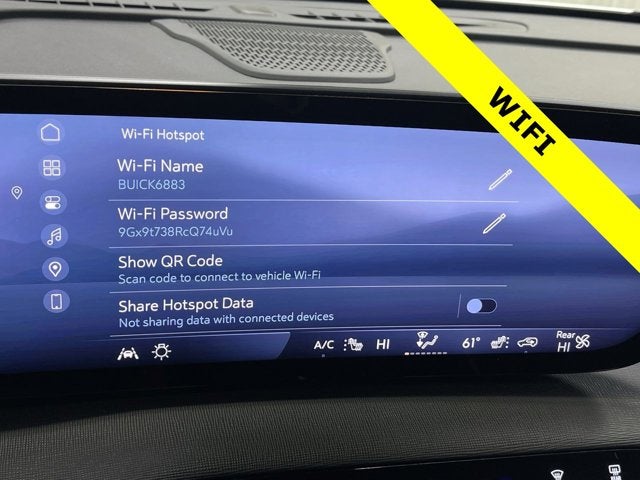 WIFI
Wi-Fi Hotspot
Wi-Fi Name
BUICK6883
Wi-Fi Password
9Gx9t738RcQ74uVu
Show QR Code
Scan code to connect to vehicle Wi-Fi
Share Hotspot Data
Not sharing data with connected devices
A/C HI 61° Rear HI